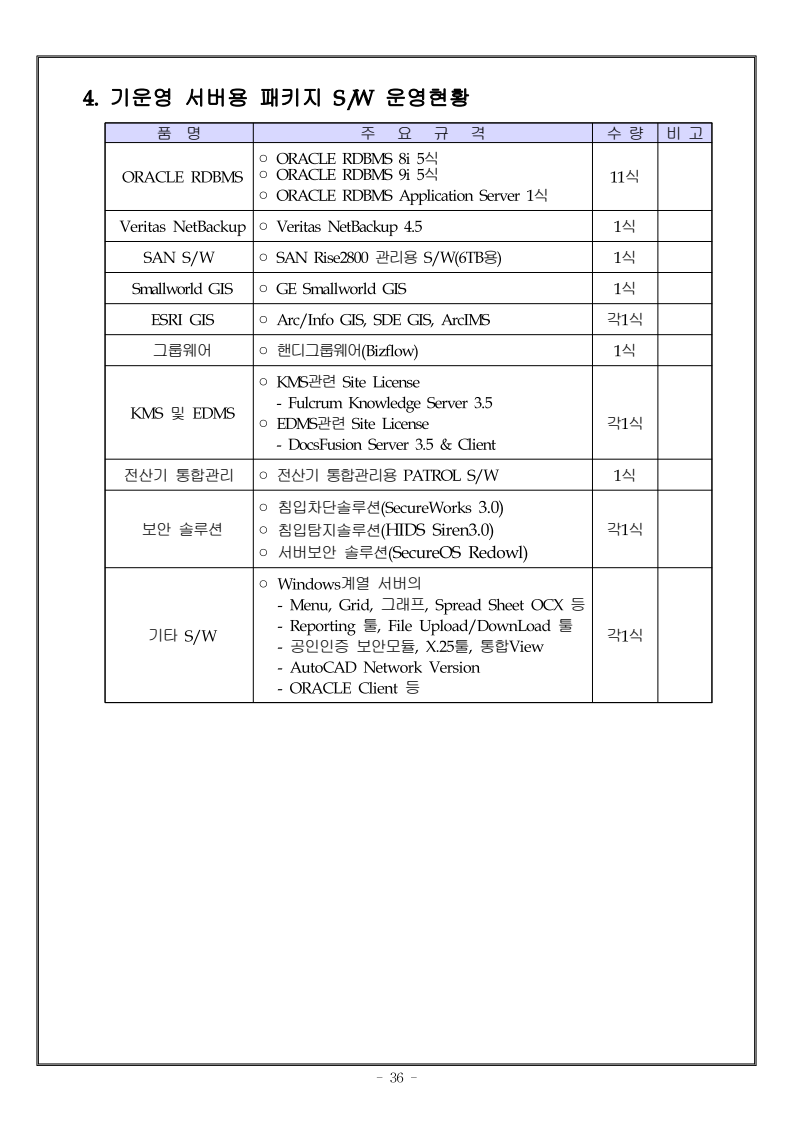 4. 기운영 서버용 패키지 S/W 운영현황
품 명 주 요 규 격 수 량 비 고
ORACLE RDBMS
○ ORACLE RDBMS 8i 5식
○ ORACLE RDBMS 9i 5식
○ ORACLE RDBMS Application Server 1식
11식
Veritas NetBackup ○ Veritas NetBackup 4.5 1식
SAN S/W ○ SAN Rise2800 관리용 S/W(6TB용) 1식
Smallworld GIS ○ GE Smallworld GIS 1식
ESRI GIS ○ Arc/Info GIS, SDE GIS, ArcIMS 각1식
그룹웨어 ○ 핸디그룹웨어(Bizflow) 1식
KMS 및 EDMS
○ KMS관련 Site License
- Fulcrum Knowledge Server 3.5
○ EDMS관련 Site License
- DocsFusion Server 3.5 & Client
각1식
전산기 통합관리 ○ 전산기 통합관리용 PATROL S/W 1식
보안 솔루션
○ 침입차단솔루션(SecureWorks 3.0)
○ 침입탐지솔루션(HIDS Siren3.0)
○ 서버보안 솔루션(SecureOS Redowl)
각1식
기타 S/W
○ Windows계열 서버의
- Menu, Grid, 그래프, Spread Sheet OCX 등
- Reporting 툴, File Upload/DownLoad 툴
- 공인인증 보안모듈, X.25툴, 통합View
- AutoCAD Network Version
- ORACLE Client 등
각1식
- 36 -